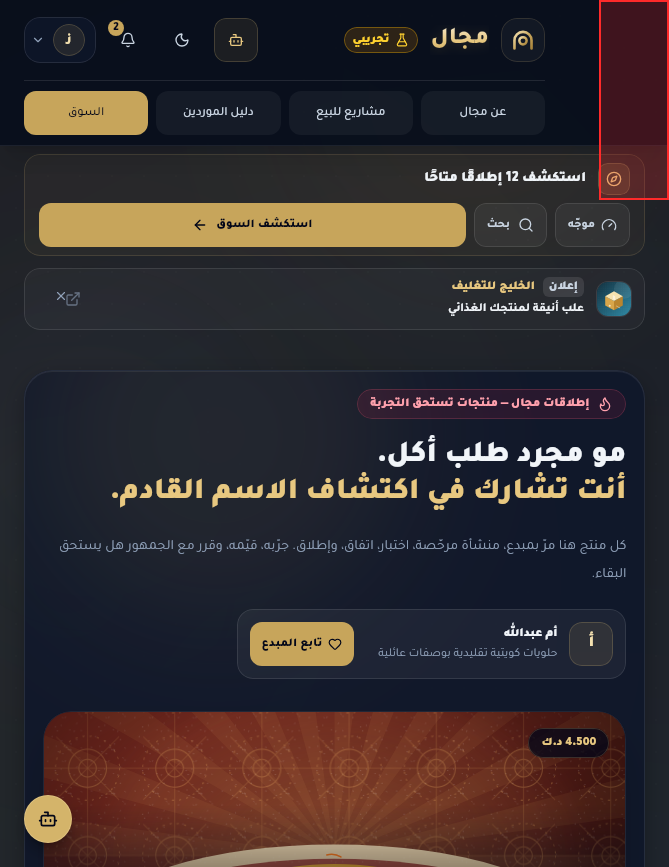 مجال
تجريبي
2
ز
عن مجال
مشاريع للبيع
دليل الموردين
السوق
استكشف 12 إطلاقًا متاحًا
موجّه
بحث
استكشف السوق
إعلان
الخليج للتغليف
علب أنيقة لمنتجك الغذائي
إطلاقات مجال — منتجات تستحق التجربة
مو مجرد طلب أكل.
أنت تشارك في اكتشاف الاسم القادم.
كل منتج هنا مرّ بمبدع، منشأة مرخّصة، اختبار، اتفاق، وإطلاق. جرّبه، قيّمه، وقرر مع الجمهور هل يستحق
البقاء.
أ
أم عبدالله
حلويات كويتية تقليدية بوصفات عائلية
تابع المبدع
4.500 د.ك